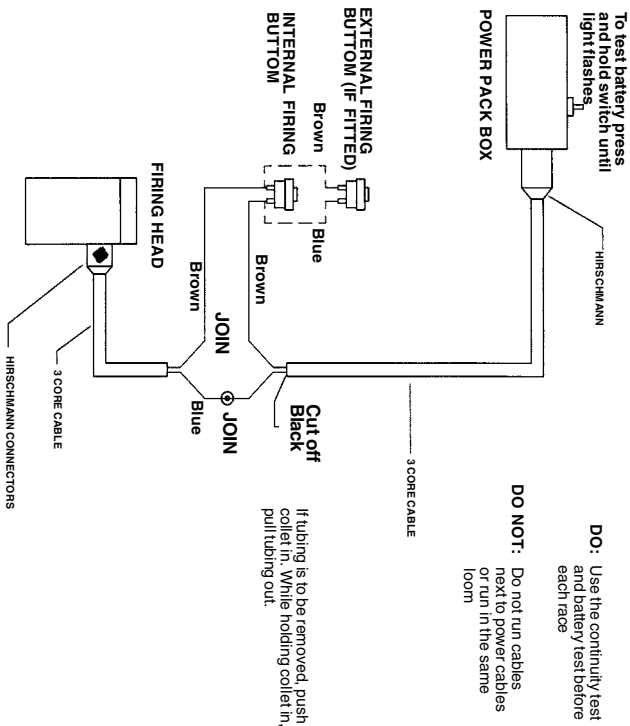 To test battery press
and hold switch until
light flashes
POWER PACK BOX
HIRSCHMANN
3 CORE CABLE
DO: Use the continuity test
and battery test before
each race
DO NOT: Do not run cables
next to power cables
or run in the same
loom
EXTERNAL FIRING
BUTTOM (IF FITTED)
Brown
Blue
INTERNAL FIRING
BUTTOM
Brown
Brown
JOIN
JOIN
Blue
Cut off
Black
If tubing is to be removed, push
collet in. While holding collet in,
pull tubing out.
FIRING HEAD
3 CORE CABLE
HIRSCHMANN CONNECTORS